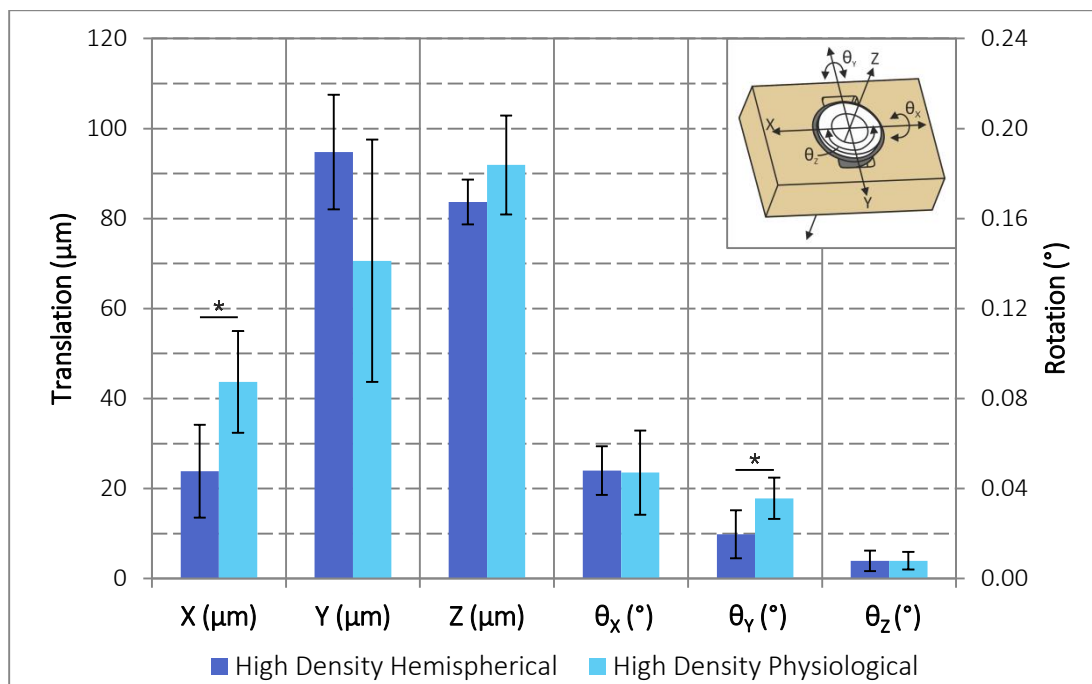 120
100
80
60
40
20
0
Translation (µm)
0.24
0.20
0.16
0.12
0.08
0.04
0.00
Rotation (°)
*
*
θY
Z
X
θX
θZ
Y
X (µm)
Y (µm)
Z (µm)
θX (°)
θY (°)
θZ (°)
High Density Hemispherical
High Density Physiological